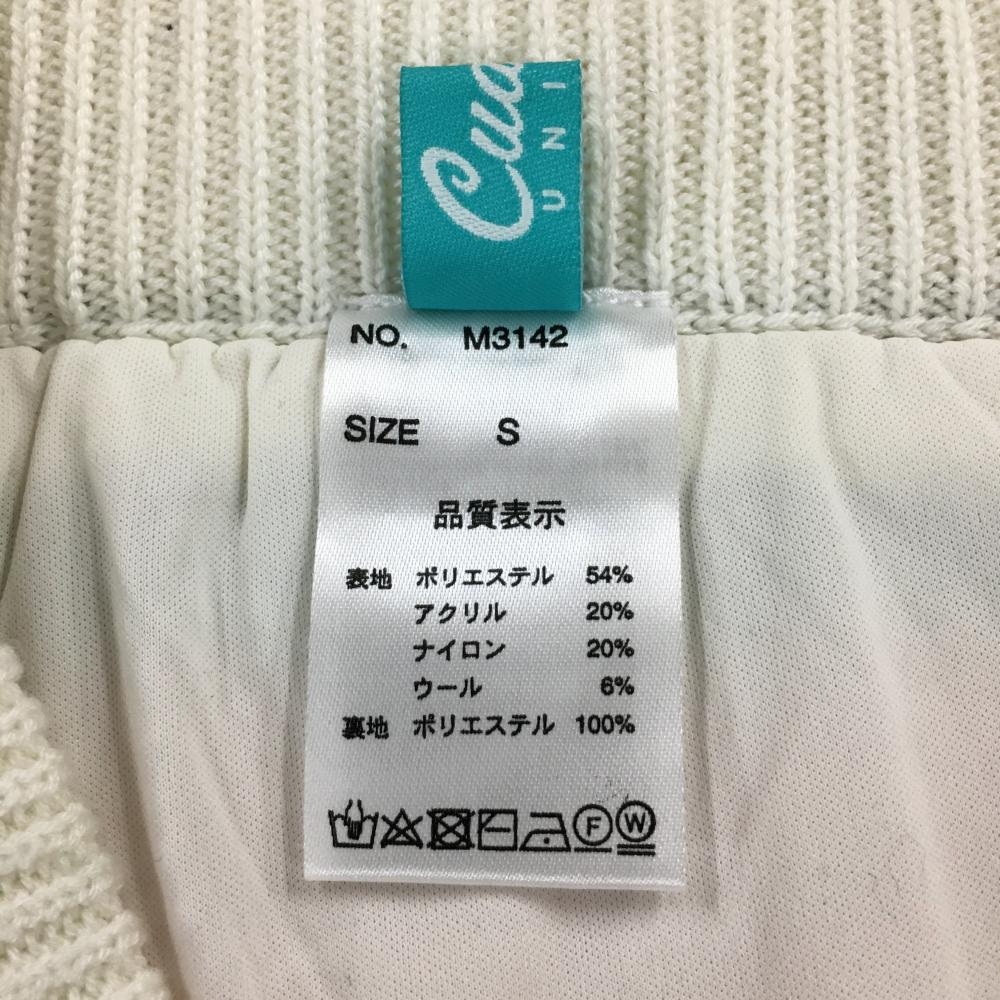 UNI
NO. M3142
SIZE S
品質表示
表地 ポリエステル 54%
アクリル 20%
ナイロン 20%
ウール 6%
裏地 ポリエステル 100%
F W